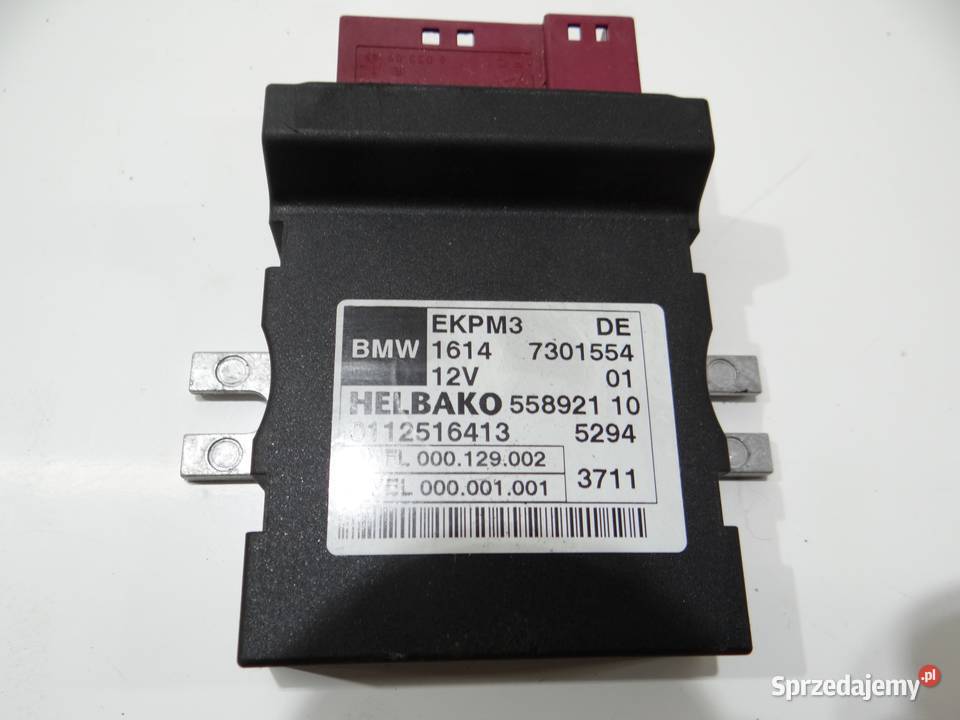 EKPM3 DE
BMW 1614 7301554
12V 01
HELBAKO 558921 10
0112516413 5294
FL 000.129.002
EL 000.001.001 3711
Sprzedajemy.pl